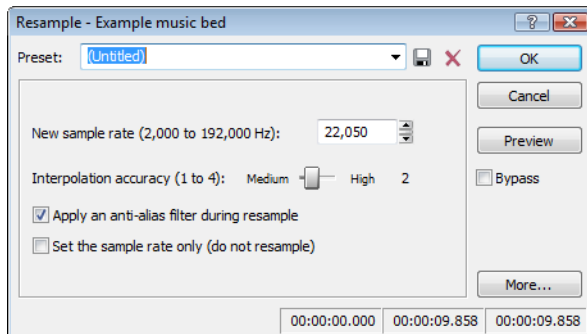 Resample - Example music bed
Preset: (Untitled)
OK
Cancel
New sample rate (2,000 to 192,000 Hz): 22,050
Preview
Interpolation accuracy (1 to 4): Medium High 2
Bypass
Apply an anti-alias filter during resample
Set the sample rate only (do not resample)
More...
00:00:00.000 00:00:09.858 00:00:09.858